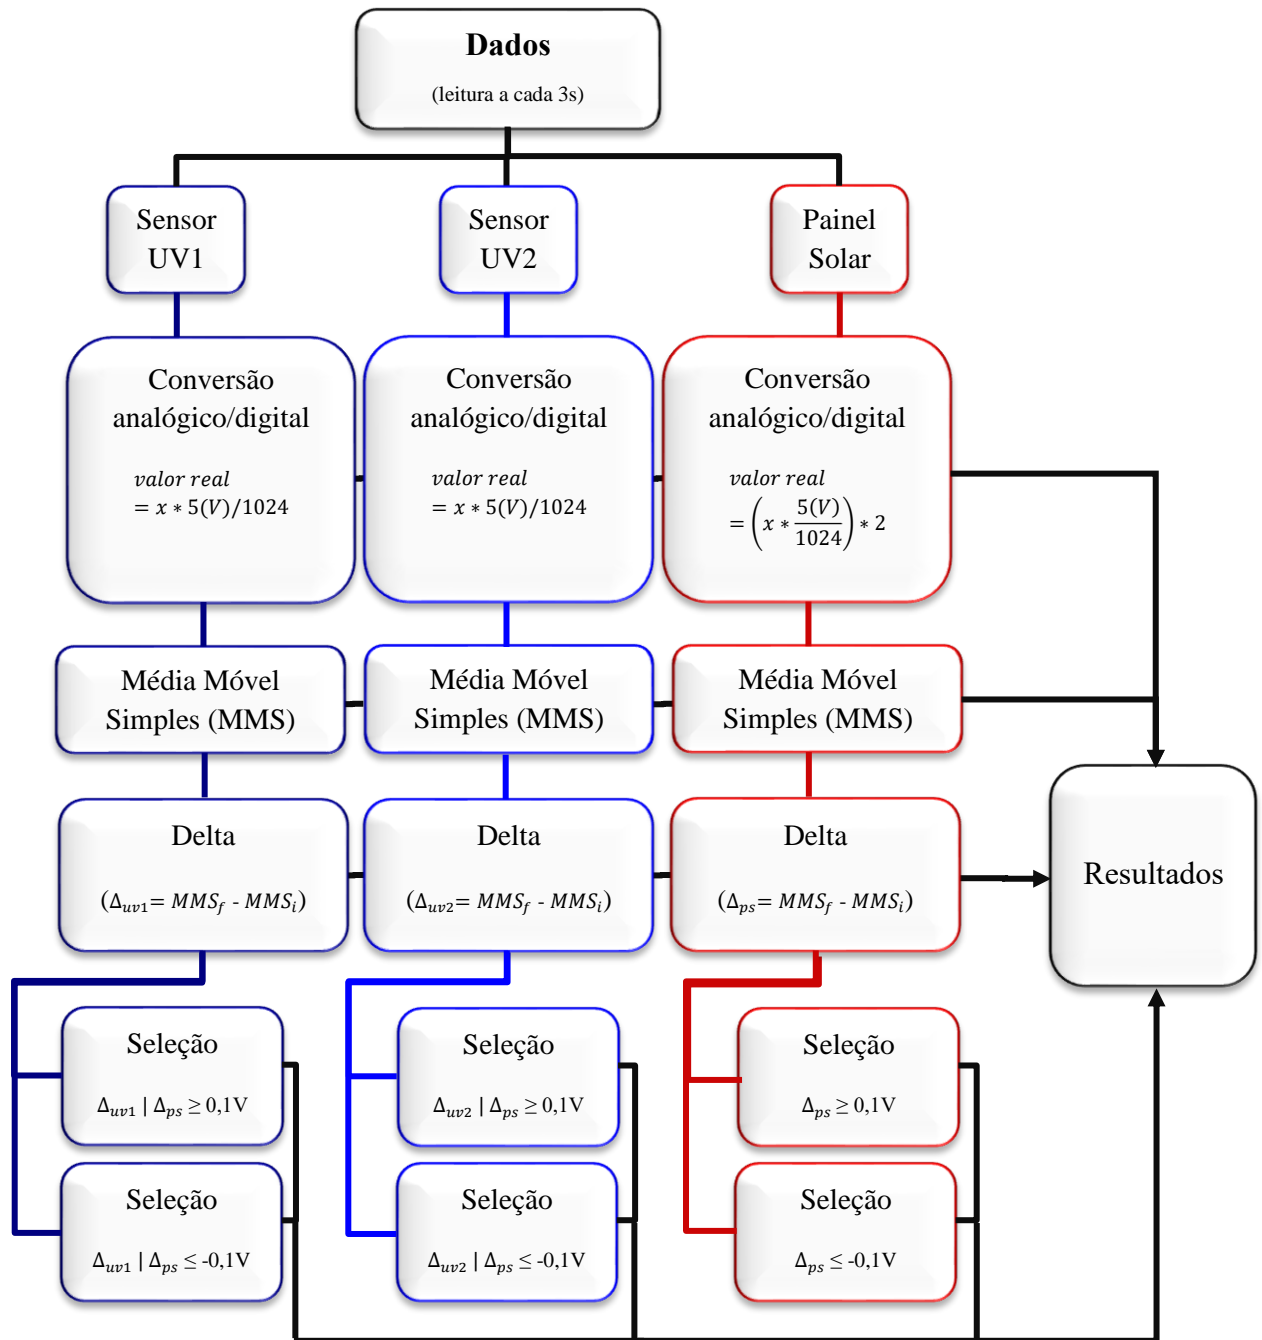 Dados
(leitura a cada 3s)
Sensor
UV1
Sensor
UV2
Painel
Solar
Conversão
analógico/digital
valor real
= x * 5(V)/1024
Conversão
analógico/digital
valor real
= x * 5(V)/1024
Conversão
analógico/digital
valor real
= (x * 5(V)/1024) * 2
Média Móvel
Simples (MMS)
Média Móvel
Simples (MMS)
Média Móvel
Simples (MMS)
Delta
(Δuv1= MMSf - MMSi)
Delta
(Δuv2= MMSf - MMSi)
Delta
(Δps= MMSf - MMSi)
Resultados
Seleção
Δuv1 | Δps ≥ 0,1V
Seleção
Δuv2 | Δps ≥ 0,1V
Seleção
Δps ≥ 0,1V
Seleção
Δuv1 | Δps ≤ -0,1V
Seleção
Δuv2 | Δps ≤ -0,1V
Seleção
Δps ≤ -0,1V